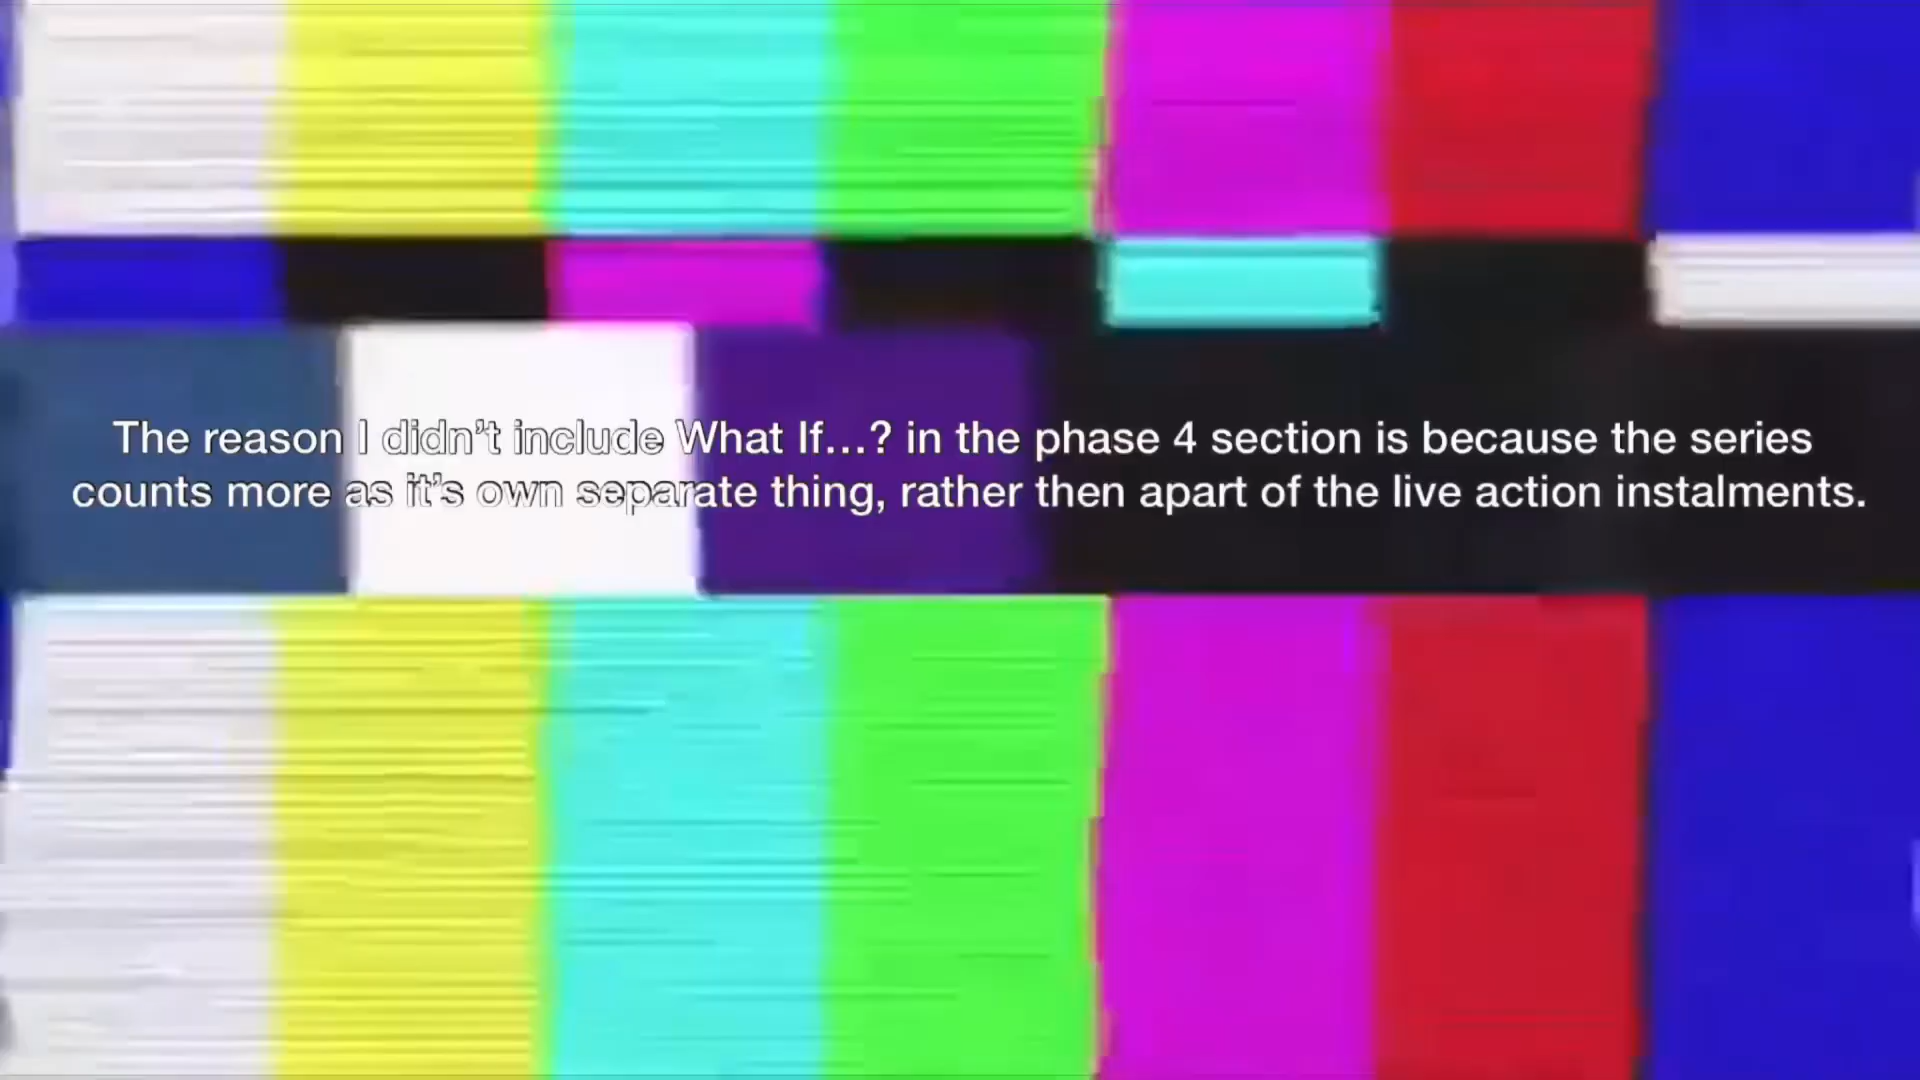 The reason I didn’t include What If...? in the phase 4 section is because the series
counts more as it’s own separate thing, rather then apart of the live action instalments.